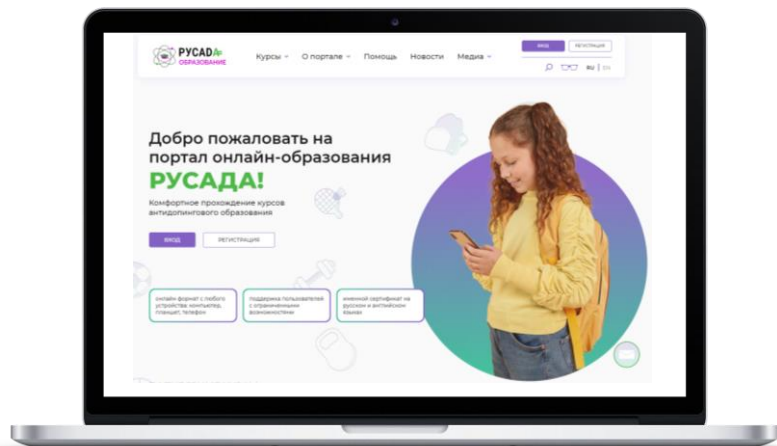 РУСАДА
ОБРАЗОВАНИЕ
Курсы
О портале
Помощь
Новости
Медиа
ВХОД
РЕГИСТРАЦИЯ
RU | EN
Добро пожаловать на
портал онлайн-образования
РУСАДА!
Комфортное прохождение курсов
антидопингового образования
ВХОД
РЕГИСТРАЦИЯ
онлайн формат с любого
устройства: компьютер,
планшет, телефон
поддержка пользователей
с ограниченными
возможностями
именной сертификат на
русском и английском
языках